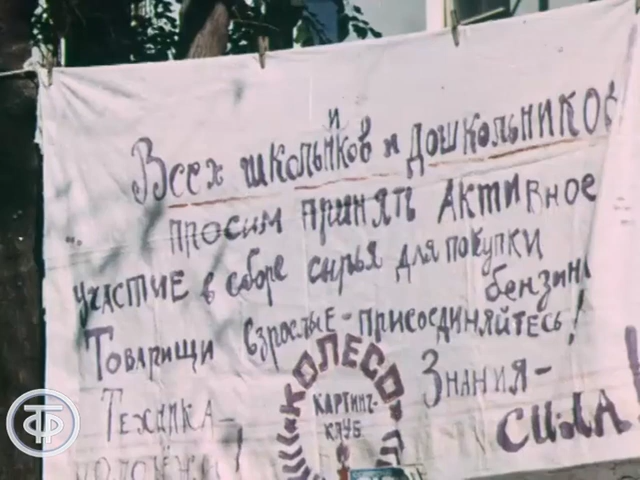 Всех школьников и дошкольников
просим принять активное
участие в сборе сырья для покупки
бензина
Товарищи взрослые - присоединяйтесь!
Техника-
Знания-
сила!
"КОЛЕСО"
КАРТИНГ-
КЛУБ